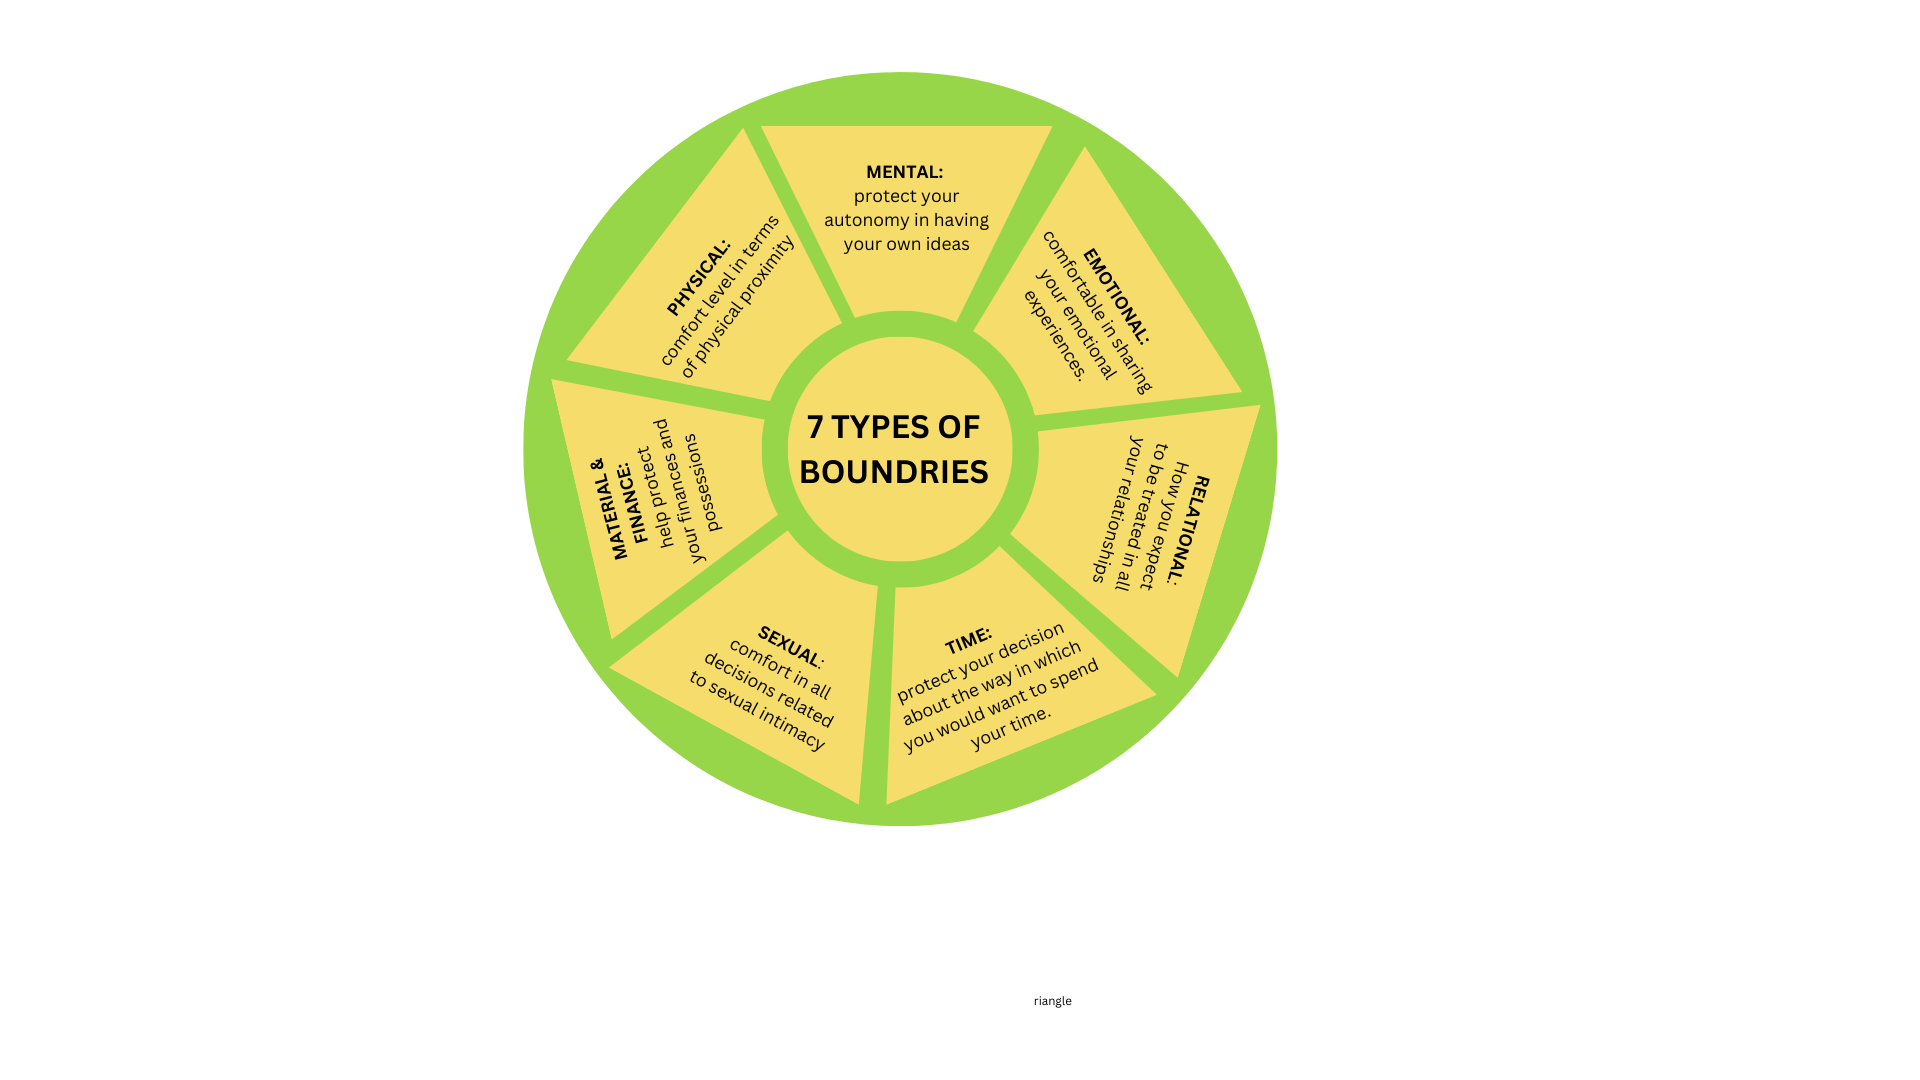 7 TYPES OF
BOUNDRIES
MENTAL:
protect your
autonomy in having
your own ideas
EMOTIONAL:
comfortable in sharing
your emotional
experiences.
RELATIONAL:
How you expect
to be treated in all
your relationships
TIME:
protect your decision
about the way in which
you would want to spend
your time.
SEXUAL:
comfort in all
decisions related
to sexual intimacy
MATERIAL &
FINANCE:
help protect
your finances and
possessions
PHYSICAL:
comfort level in terms
of physical proximity
riangle